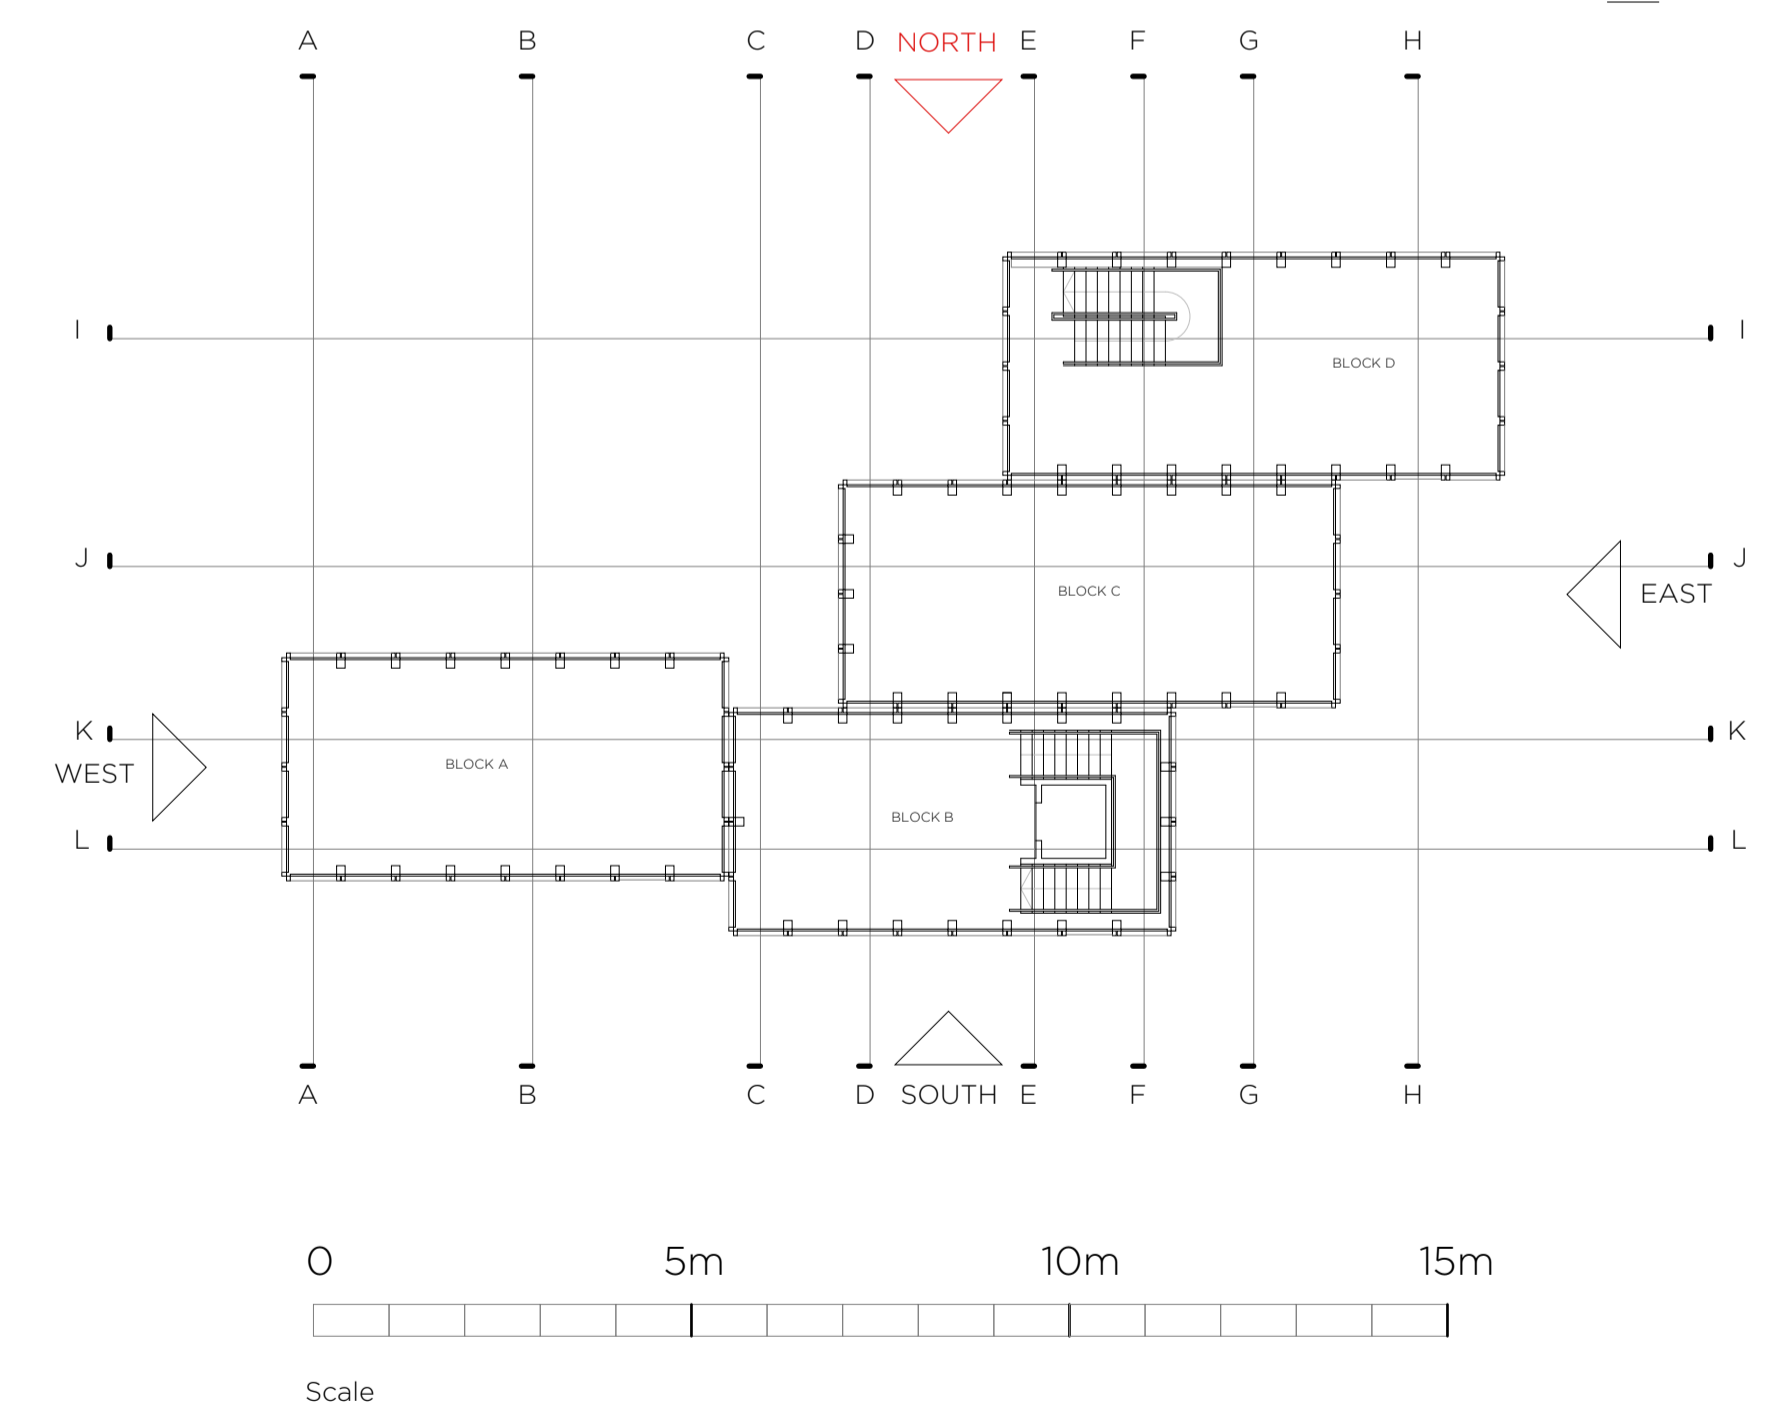 A B C D NORTH E F G H
BLOCK D
I I
J J
BLOCK C
EAST
BLOCK A
K K
WEST
BLOCK B
L L
A B C D SOUTH E F G H
0 5m 10m 15m
Scale